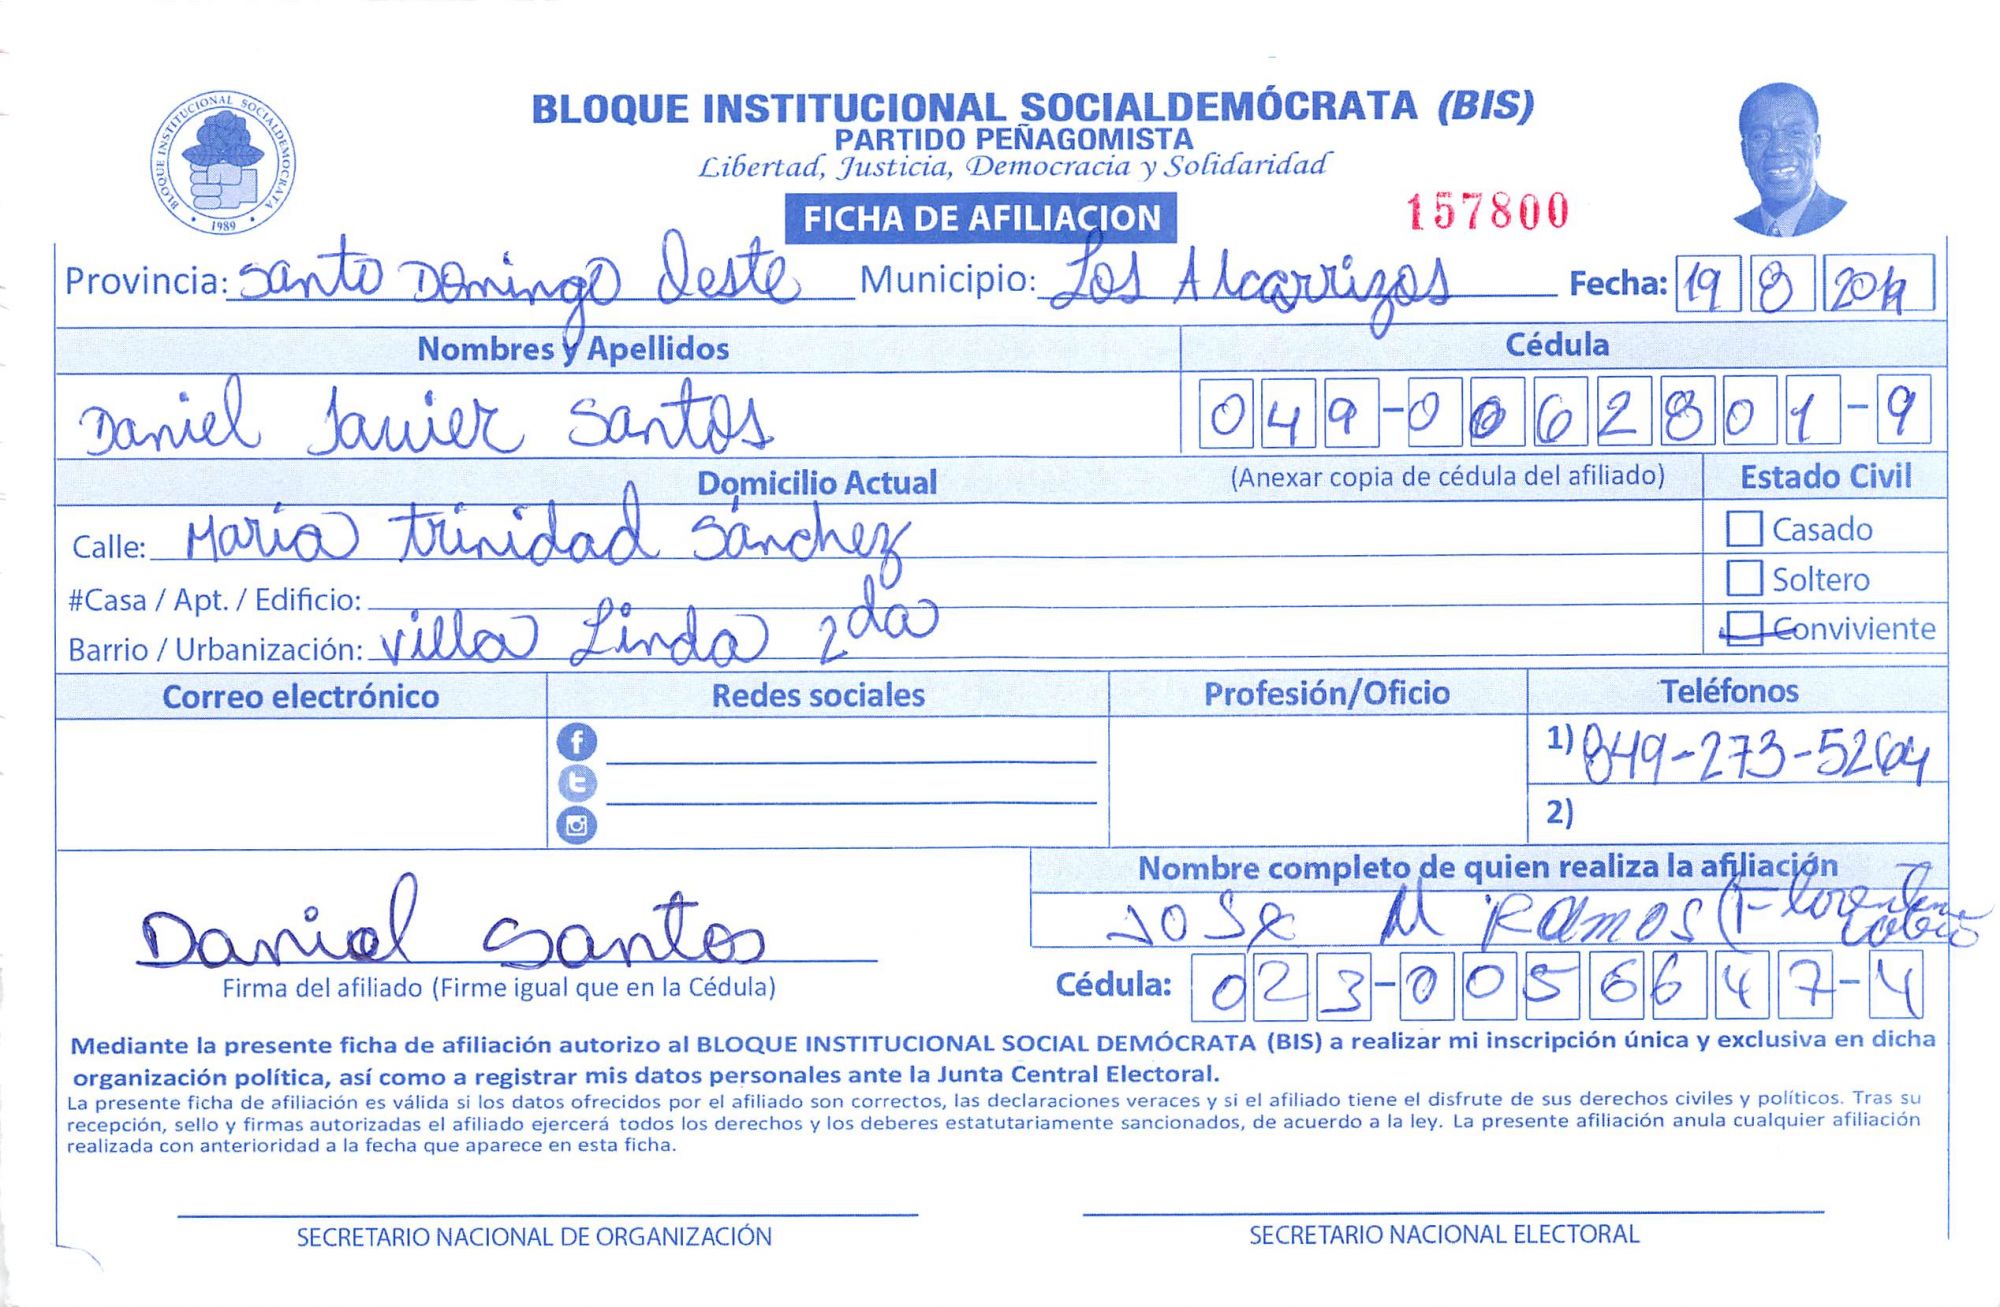 BLOQUE INSTITUCIONAL SOCIALDEMOCRATA
1989
BLOQUE INSTITUCIONAL SOCIALDEMÓCRATA (BIS)
PARTIDO PEÑAGOMISTA
Libertad, Justicia, Democracia y Solidaridad
FICHA DE AFILIACION
157800
Provincia: Santo Domingo Oeste Municipio: Los Alcarrizos Fecha: 19 8 2019
Nombres y Apellidos Cédula
Daniel Javier Santos 049-0062801-9
Domicilio Actual (Anexar copia de cédula del afiliado) Estado Civil
Calle: María trinidad Sánchez Casado
#Casa / Apt. / Edificio: Soltero
Barrio / Urbanización: Villa Linda 2da Conviviente
Correo electrónico Redes sociales Profesión/Oficio Teléfonos
1) 849-273-5264
2)
Nombre completo de quien realiza la afiliación
Jose M Ramos
Daniel Santos
Firma del afiliado (Firme igual que en la Cédula) Cédula: 023-0056647-4
Mediante la presente ficha de afiliación autorizo al BLOQUE INSTITUCIONAL SOCIAL DEMÓCRATA (BIS) a realizar mi inscripción única y exclusiva en dicha
organización política, así como a registrar mis datos personales ante la Junta Central Electoral.
La presente ficha de afiliación es válida si los datos ofrecidos por el afiliado son correctos, las declaraciones veraces y si el afiliado tiene el disfrute de sus derechos civiles y políticos. Tras su
recepción, sello y firmas autorizadas el afiliado ejercerá todos los derechos y los deberes estatutariamente sancionados, de acuerdo a la ley. La presente afiliación anula cualquier afiliación
realizada con anterioridad a la fecha que aparece en esta ficha.
SECRETARIO NACIONAL DE ORGANIZACIÓN SECRETARIO NACIONAL ELECTORAL